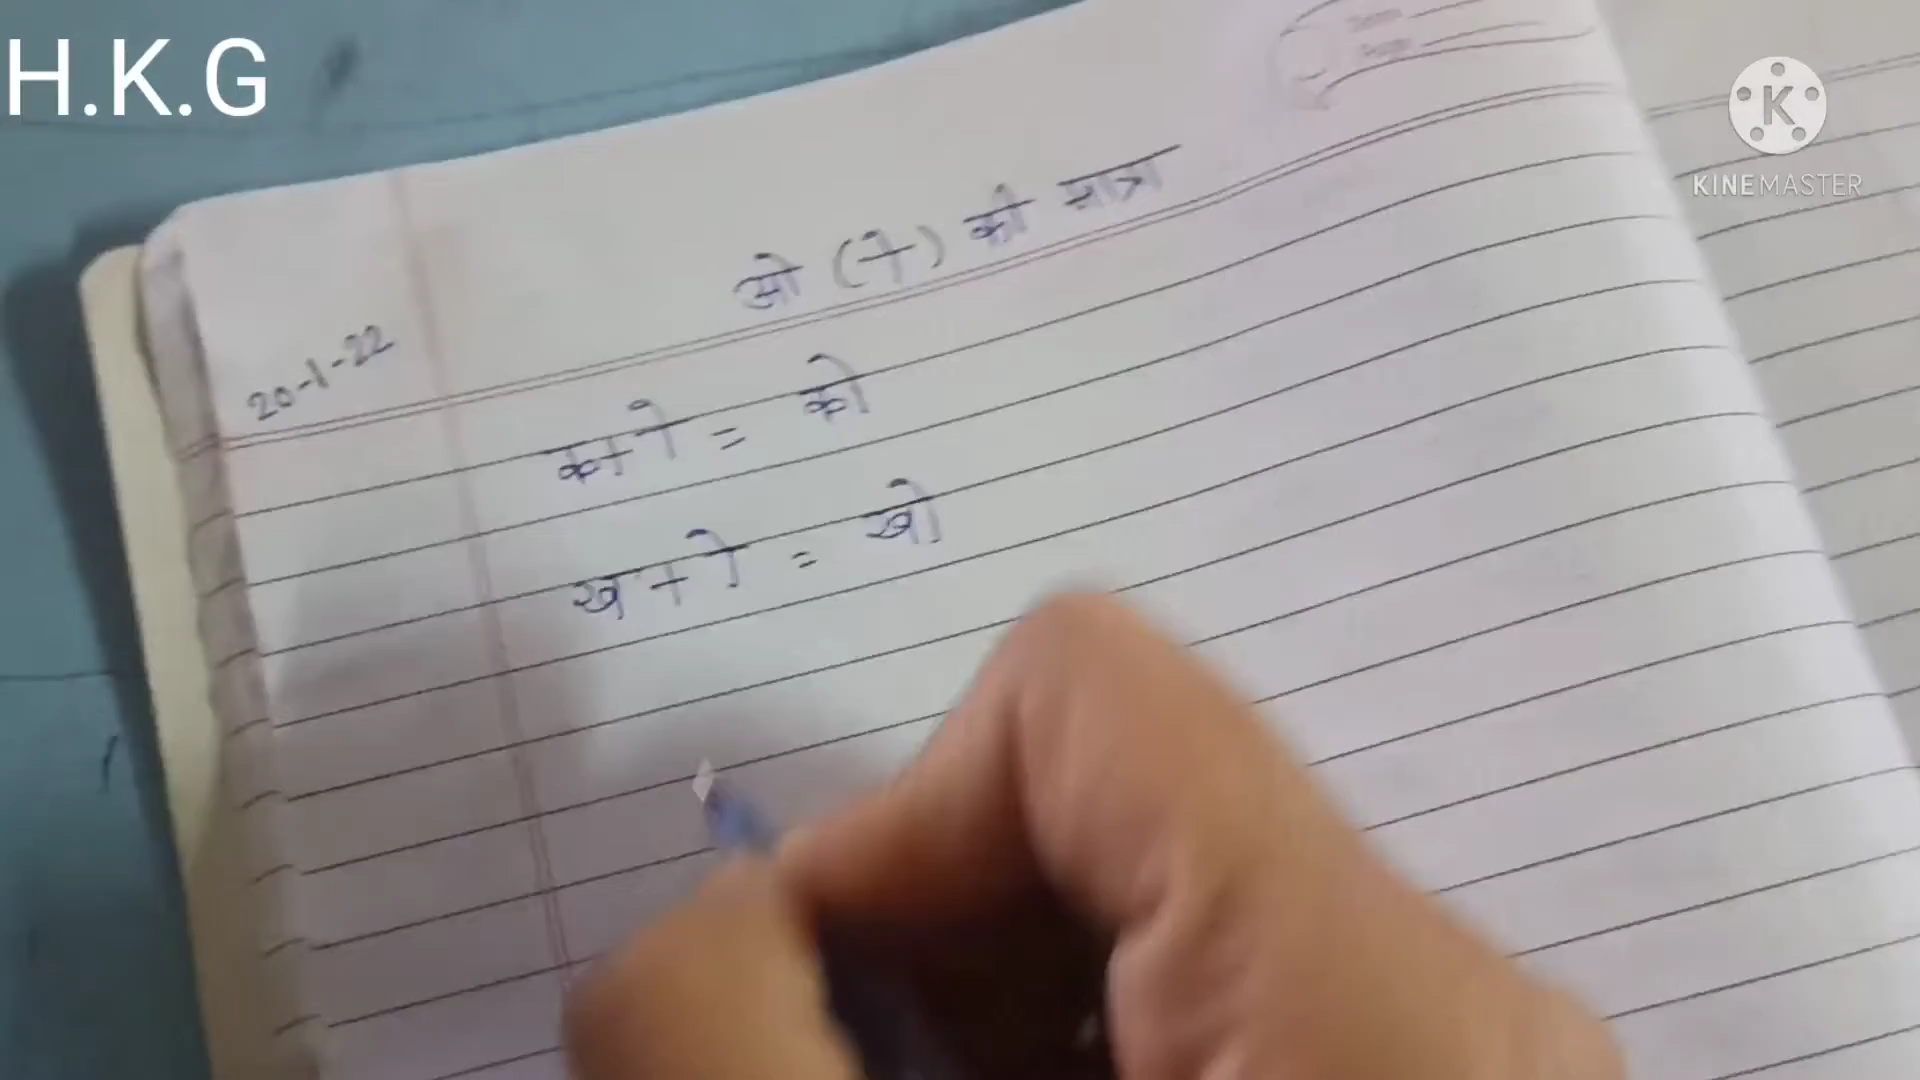 H.K.G
KINEMASTER
ओ (ो) की मात्रा
20-1-22
क + ो = को
ख + ो = खो